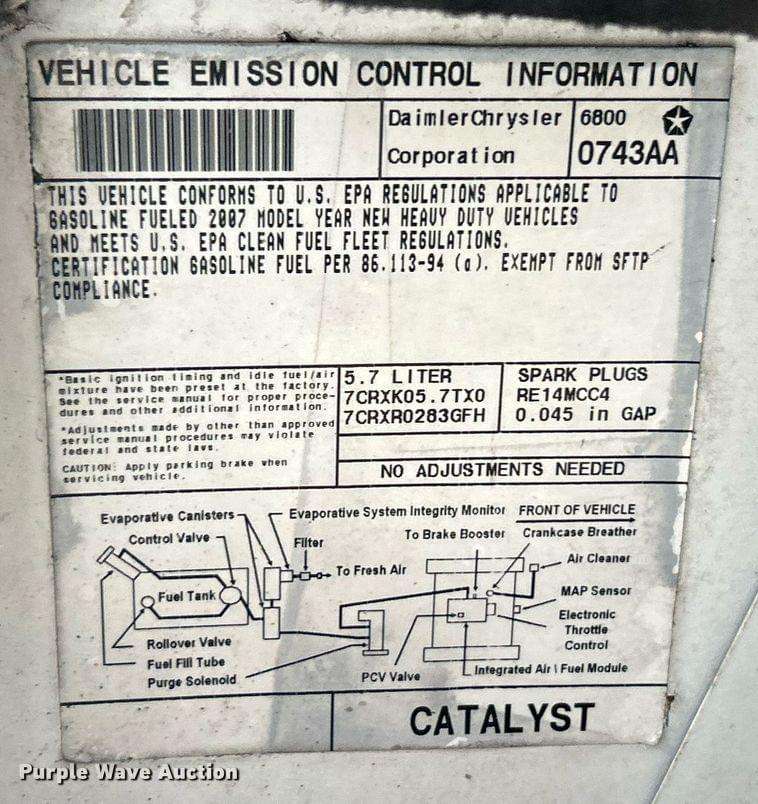 VEHICLE EMISSION CONTROL INFORMATION
DaimlerChrysler
Corporation
6800
0743AA
THIS VEHICLE CONFORMS TO U.S. EPA REGULATIONS APPLICABLE TO
GASOLINE FUELED 2007 MODEL YEAR NEW HEAVY DUTY VEHICLES
AND MEETS U.S. EPA CLEAN FUEL FLEET REGULATIONS.
CERTIFICATION GASOLINE FUEL PER 86.113-94 (a). EXEMPT FROM SFTP
COMPLIANCE.
*Basic ignition timing and idle fuel/air
mixture have been preset at the factory.
See the service manual for proper proce-
dures and other additional information.
*Adjustments made by other than approved
service manual procedures may violate
federal and state laws.
CAUTION: Apply parking brake when
servicing vehicle.
5.7 LITER
7CRXK05.7TX0
7CRXR0283GFH
SPARK PLUGS
RE14MCC4
0.045 in GAP
NO ADJUSTMENTS NEEDED
Evaporative Canisters
Evaporative System Integrity Monitor
FRONT OF VEHICLE
Control Valve
Filter
To Brake Booster
Crankcase Breather
To Fresh Air
Air Cleaner
Fuel Tank
MAP Sensor
Electronic
Throttle
Control
Rollover Valve
Fuel Fill Tube
Purge Solenoid
PCV Valve
Integrated Air \ Fuel Module
CATALYST
Purple Wave Auction